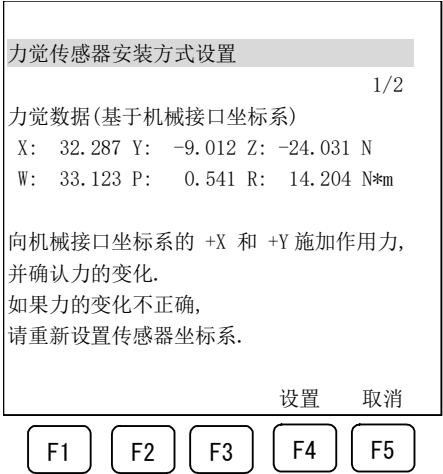 力觉传感器安装方式设置
1/2
力觉数据(基于机械接口坐标系)
X: 32.287 Y: -9.012 Z: -24.031 N
W: 33.123 P: 0.541 R: 14.204 N*m
向机械接口坐标系的 +X 和 +Y 施加作用力,
并确认力的变化.
如果力的变化不正确,
请重新设置传感器坐标系.
设置 取消
F1 F2 F3 F4 F5